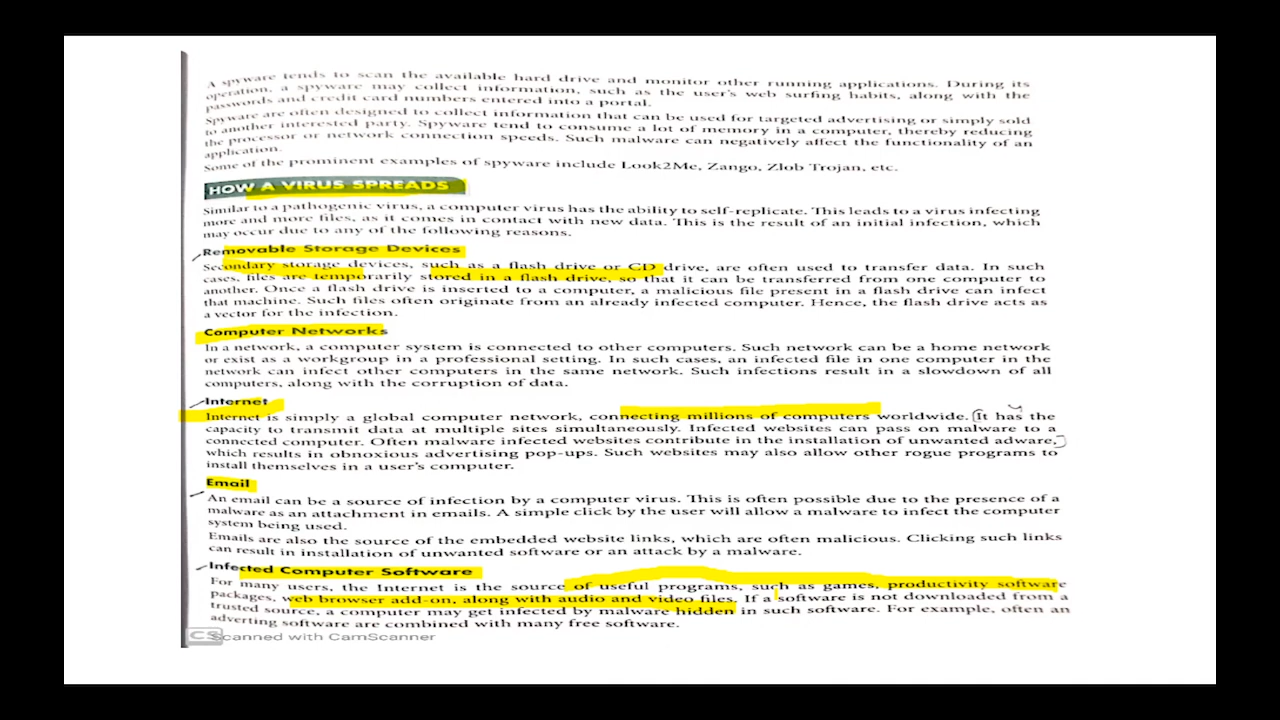 A spyware tends to scan the available hard drive and monitor other running applications. During its
operation, a spyware may collect information, such as the user's web surfing habits, along with the
passwords and credit card numbers entered into a portal.
Spyware are often designed to collect information that can be used for targeted advertising or simply sold
to another interested party. Spyware tend to consume a lot of memory in a computer, thereby reducing
the processor or network connection speeds. Such malware can negatively affect the functionality of an
application.
Some of the prominent examples of spyware include Look2Me, Zango, Zlob Trojan, etc.
HOW A VIRUS SPREADS
Similar to a pathogenic virus, a computer virus has the ability to self-replicate. This leads to a virus infecting
more and more files, as it comes in contact with new data. This is the result of an initial infection, which
may occur due to any of the following reasons.
Removable Storage Devices
Secondary storage devices, such as a flash drive or CD drive, are often used to transfer data. In such
cases, files are temporarily stored in a flash drive, so that it can be transferred from one computer to
another. Once a flash drive is inserted to a computer, a malicious file present in a flash drive can infect
that machine. Such files often originate from an already infected computer. Hence, the flash drive acts as
a vector for the infection.
Computer Networks
In a network, a computer system is connected to other computers. Such network can be a home network
or exist as a workgroup in a professional setting. In such cases, an infected file in one computer in the
network can infect other computers in the same network. Such infections result in a slowdown of all
computers, along with the corruption of data.
Internet
Internet is simply a global computer network, connecting millions of computers worldwide. It has the
capacity to transmit data at multiple sites simultaneously. Infected websites can pass on malware to a
connected computer. Often malware infected websites contribute in the installation of unwanted adware,
which results in obnoxious advertising pop-ups. Such websites may also allow other rogue programs to
install themselves in a user's computer.
Email
An email can be a source of infection by a computer virus. This is often possible due to the presence of a
malware as an attachment in emails. A simple click by the user will allow a malware to infect the computer
system being used.
Emails are also the source of the embedded website links, which are often malicious. Clicking such links
can result in installation of unwanted software or an attack by a malware.
Infected Computer Software
For many users, the Internet is the source of useful programs, such as games, productivity software
packages, web browser add-on, along with audio and video files. If a software is not downloaded from a
trusted source, a computer may get infected by malware hidden in such software. For example, often an
adverting software are combined with many free software.
CS Scanned with CamScanner